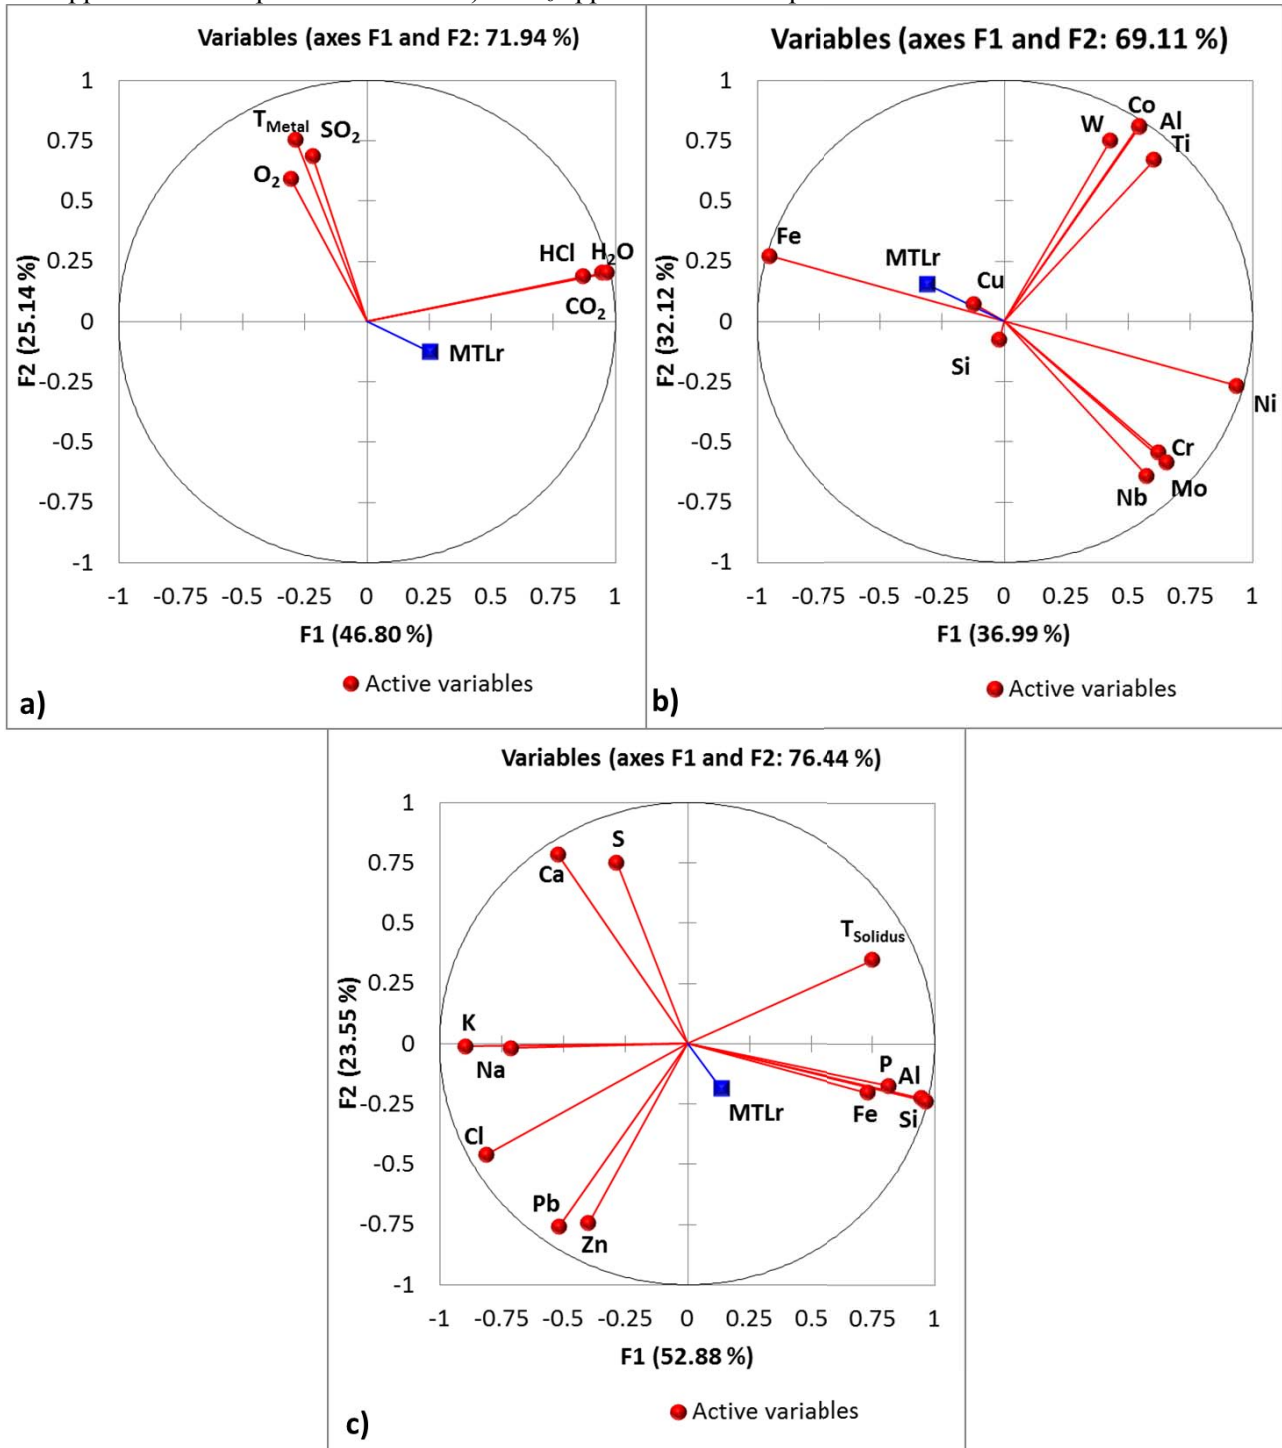 Variables (axes F1 and F2: 71.94 %)
1
0.75
0.5
0.25
0
-0.25
-0.5
-0.75
-1
F2 (25.14 %)
T_Metal
SO₂
O₂
HCl
H₂O
CO₂
MTLr
-1 -0.75 -0.5 -0.25 0 0.25 0.5 0.75 1
F1 (46.80 %)
Active variables
a)
Variables (axes F1 and F2: 69.11 %)
1
0.75
0.5
0.25
0
-0.25
-0.5
-0.75
-1
F2 (32.12 %)
W
Co
Al
Ti
Fe
MTLr
Cu
Si
Ni
Cr
Mo
Nb
-1 -0.75 -0.5 -0.25 0 0.25 0.5 0.75 1
F1 (36.99 %)
Active variables
b)
Variables (axes F1 and F2: 76.44 %)
1
0.75
0.5
0.25
0
-0.25
-0.5
-0.75
-1
F2 (23.55 %)
S
Ca
T_Solidus
K
Na
P
Al
Fe
Si
MTLr
Cl
Pb
Zn
-1 -0.75 -0.5 -0.25 0 0.25 0.5 0.75 1
F1 (52.88 %)
Active variables
c)